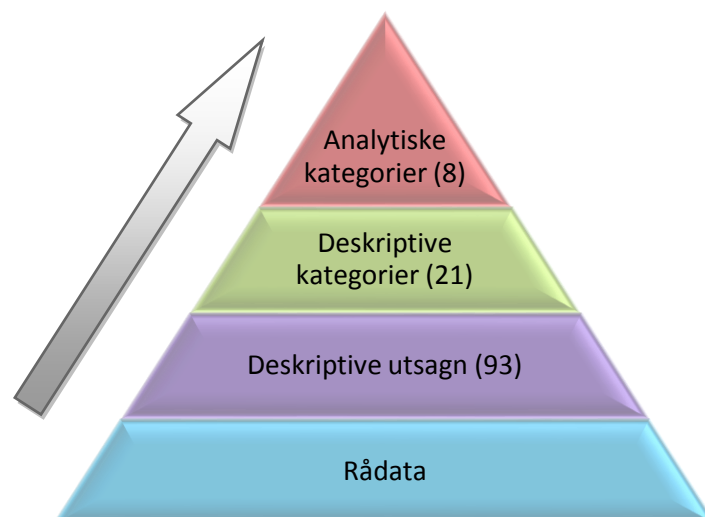 Analytiske
kategorier (8)
Deskriptive
kategorier (21)
Deskriptive utsagn (93)
Rådata